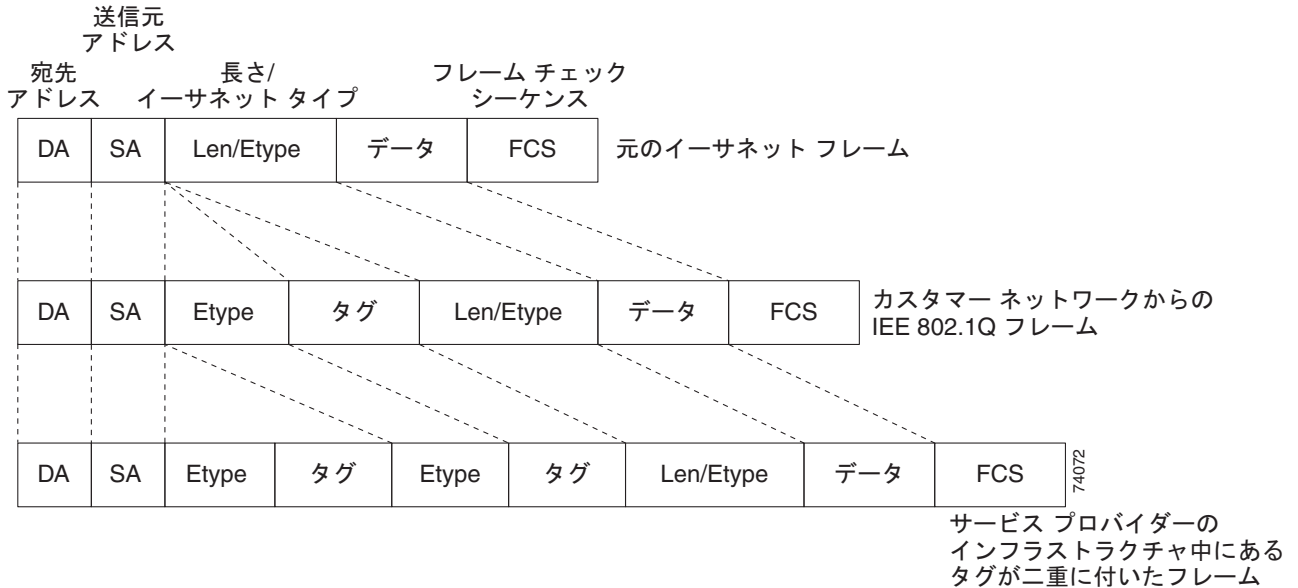 送信元
アドレス
宛先
アドレス
長さ/
イーサネット タイプ
フレーム チェック
シーケンス
DA SA Len/Etype データ FCS 元のイーサネット フレーム
DA SA Etype タグ Len/Etype データ FCS カスタマー ネットワークからの
IEE 802.1Q フレーム
DA SA Etype タグ Etype タグ Len/Etype データ FCS 74072
サービス プロバイダーの
インフラストラクチャ中にある
タグが二重に付いたフレーム